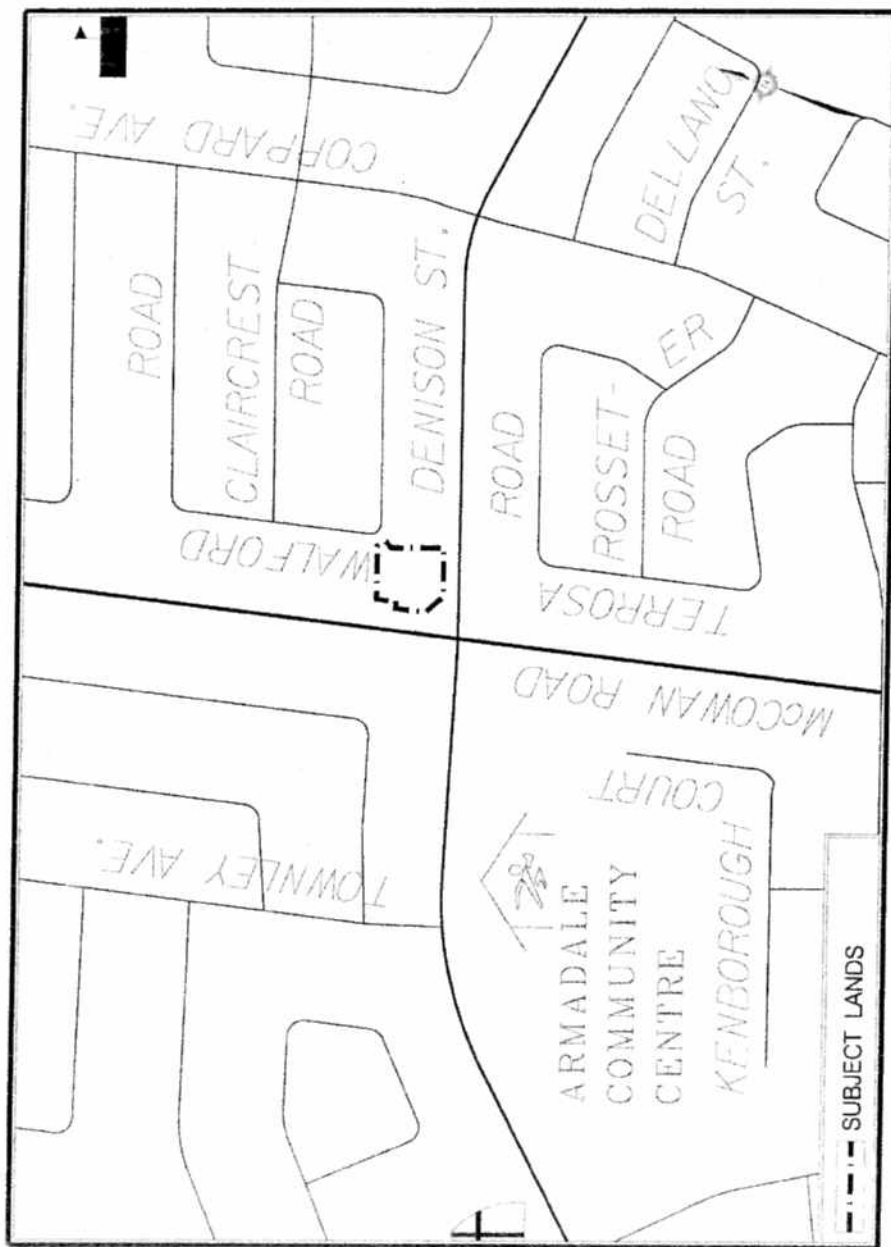 COPPARD AVE.
ROAD
CLAIRCREST
ROAD
WALFORD
DENISON ST.
DELLANO
ST.
ROAD
ROSSET-
ER
ROAD
TERROSA
McCOWAN ROAD
TOWNLEY AVE.
ARMADALE
COMMUNITY
CENTRE
KENBOROUGH
COURT
SUBJECT LANDS